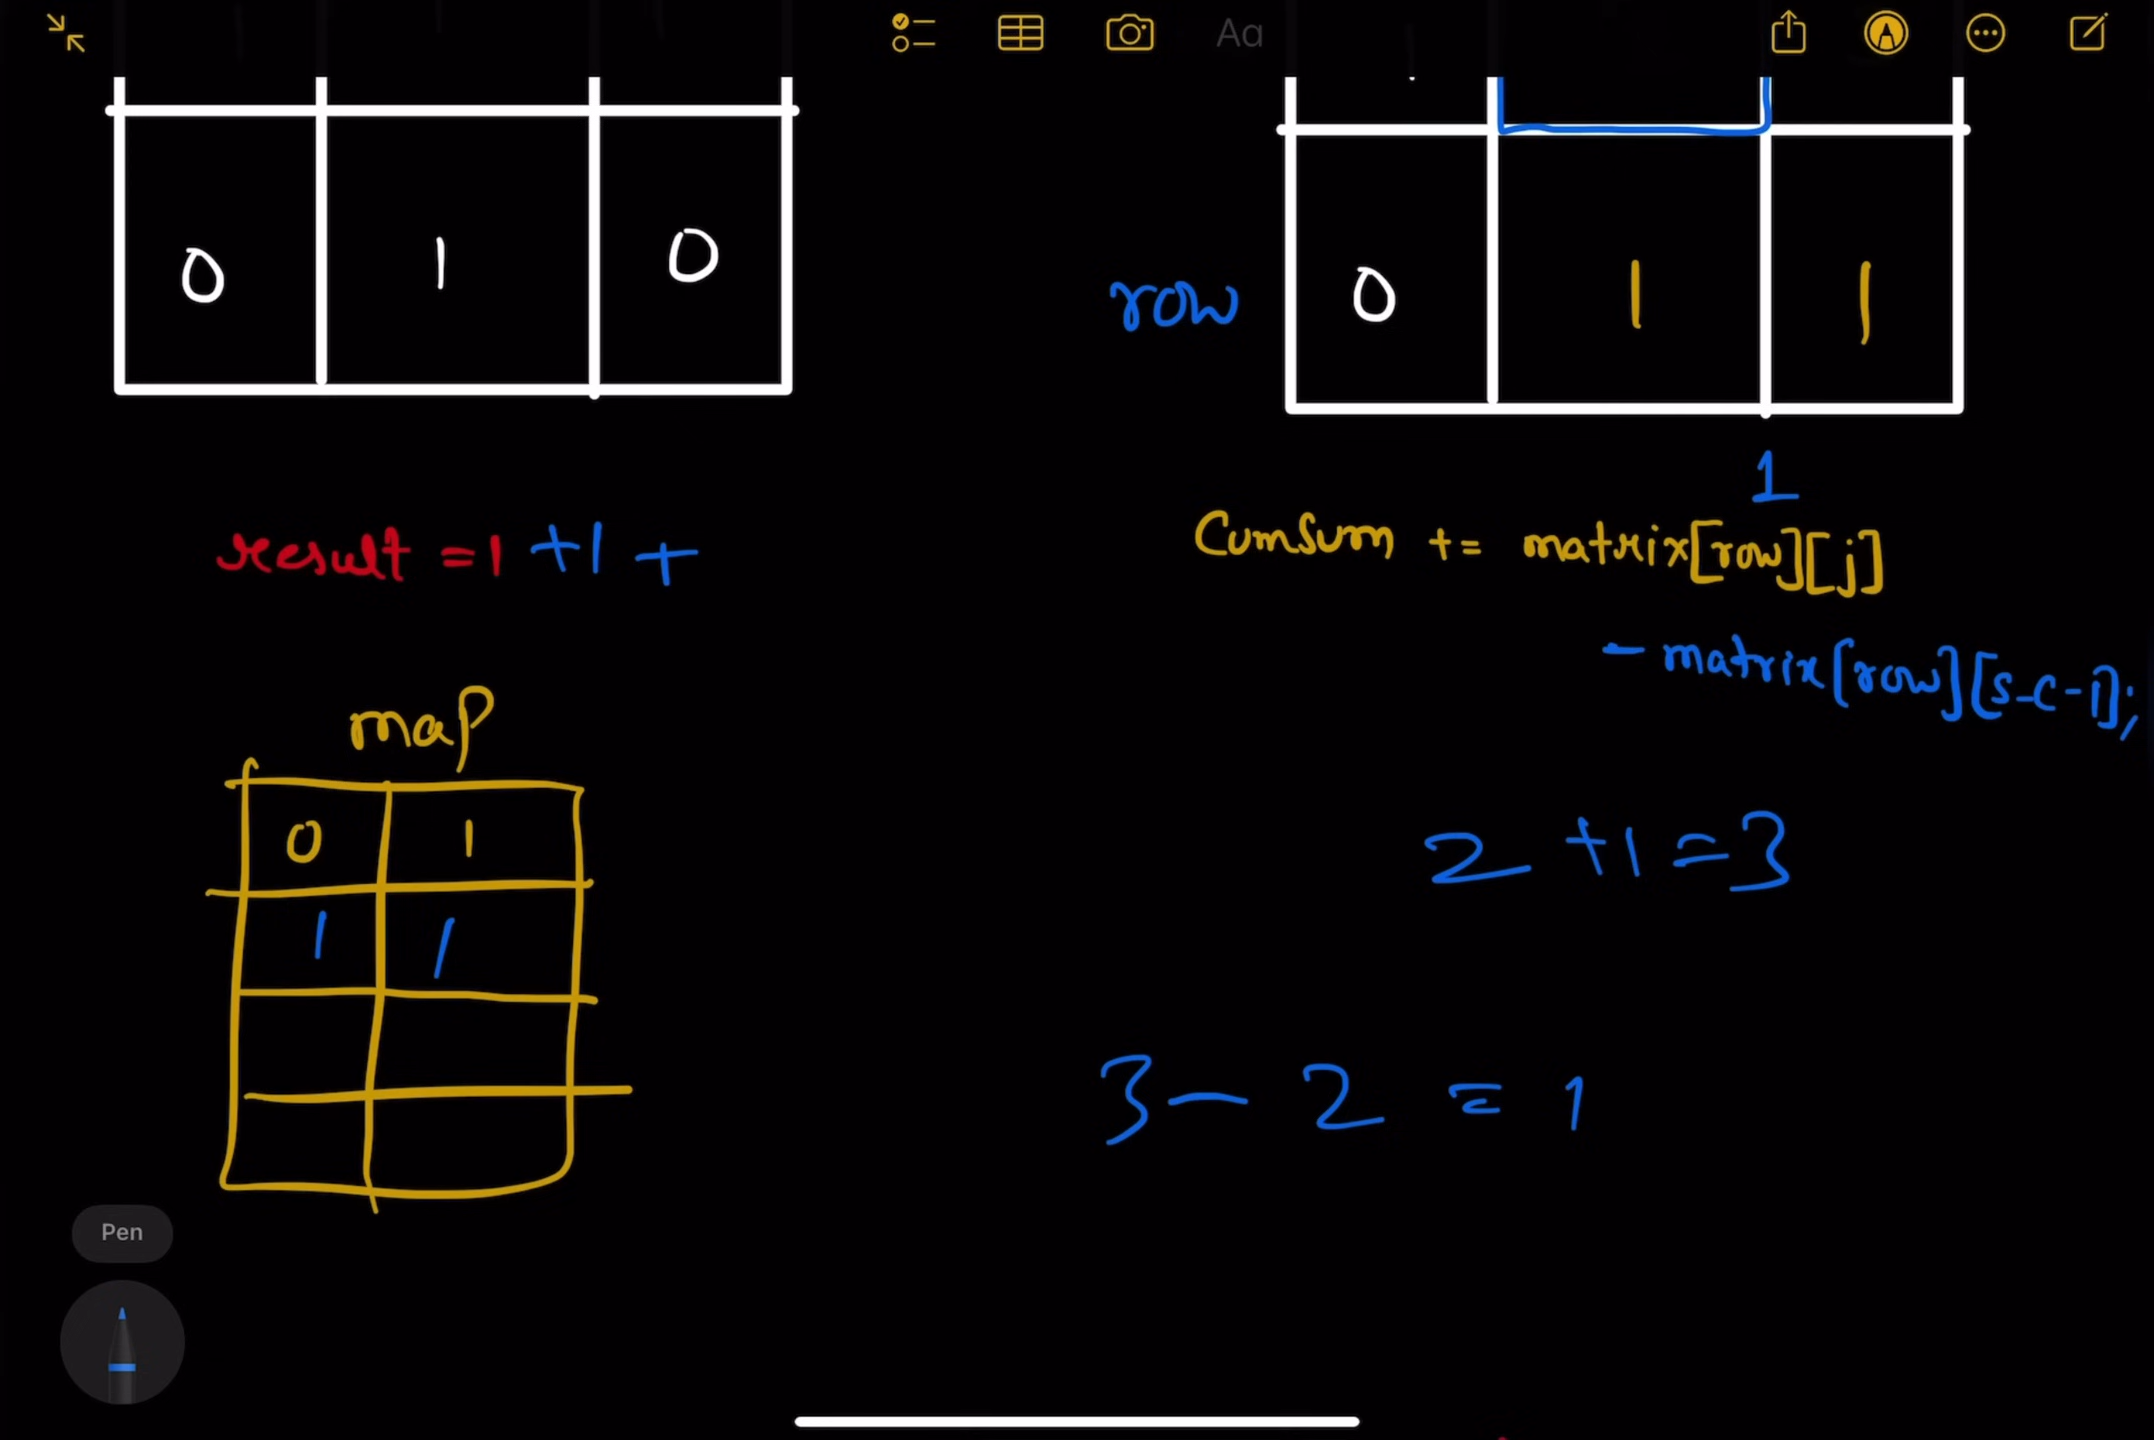 Aa
0 1 0
row 0 1 1
1
result = 1 +1 +
CumSum += matrix[row][j]
- matrix[row][s-c-1];
map
0 1
1 1
2 +1 = 3
3 - 2 = 1
Pen